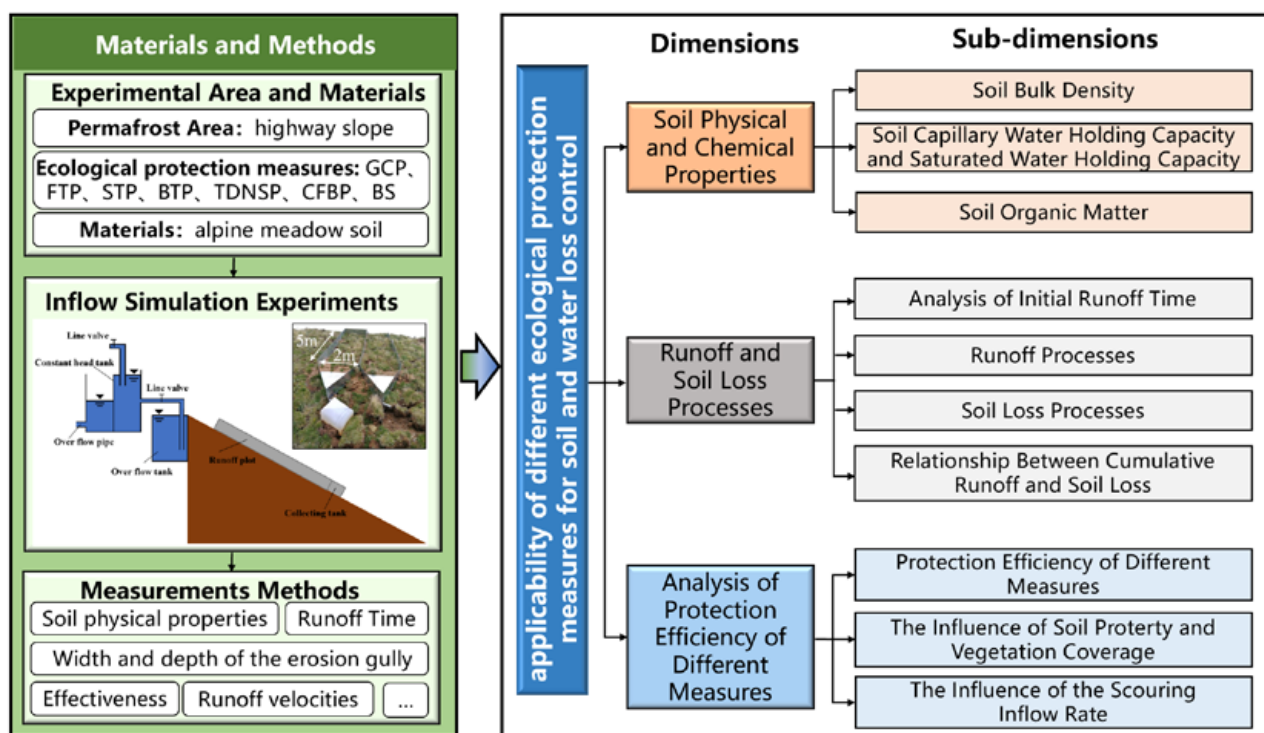 Materials and Methods
Experimental Area and Materials
Permafrost Area： highway slope
Ecological protection measures: GCP、
FTP、STP、BTP、TDNSP、CFBP、BS
Materials： alpine meadow soil
Inflow Simulation Experiments
Line valve
Constant head tank
Line valve
Over flow pipe
Over flow tank
Runoff plot
Collecting tank
5m
2m
Measurements Methods
Soil physical properties
Runoff Time
Width and depth of the erosion gully
Effectiveness
Runoff velocities
...
applicability of different ecological protection
measures for soil and water loss control
Dimensions
Sub-dimensions
Soil Physical
and Chemical
Properties
Soil Bulk Density
Soil Capillary Water Holding Capacity
and Saturated Water Holding Capacity
Soil Organic Matter
Runoff and
Soil Loss
Processes
Analysis of Initial Runoff Time
Runoff Processes
Soil Loss Processes
Relationship Between Cumulative
Runoff and Soil Loss
Analysis of
Protection
Efficiency of
Different
Measures
Protection Efficiency of Different
Measures
The Influence of Soil Proterty and
Vegetation Coverage
The Influence of the Scouring
Inflow Rate